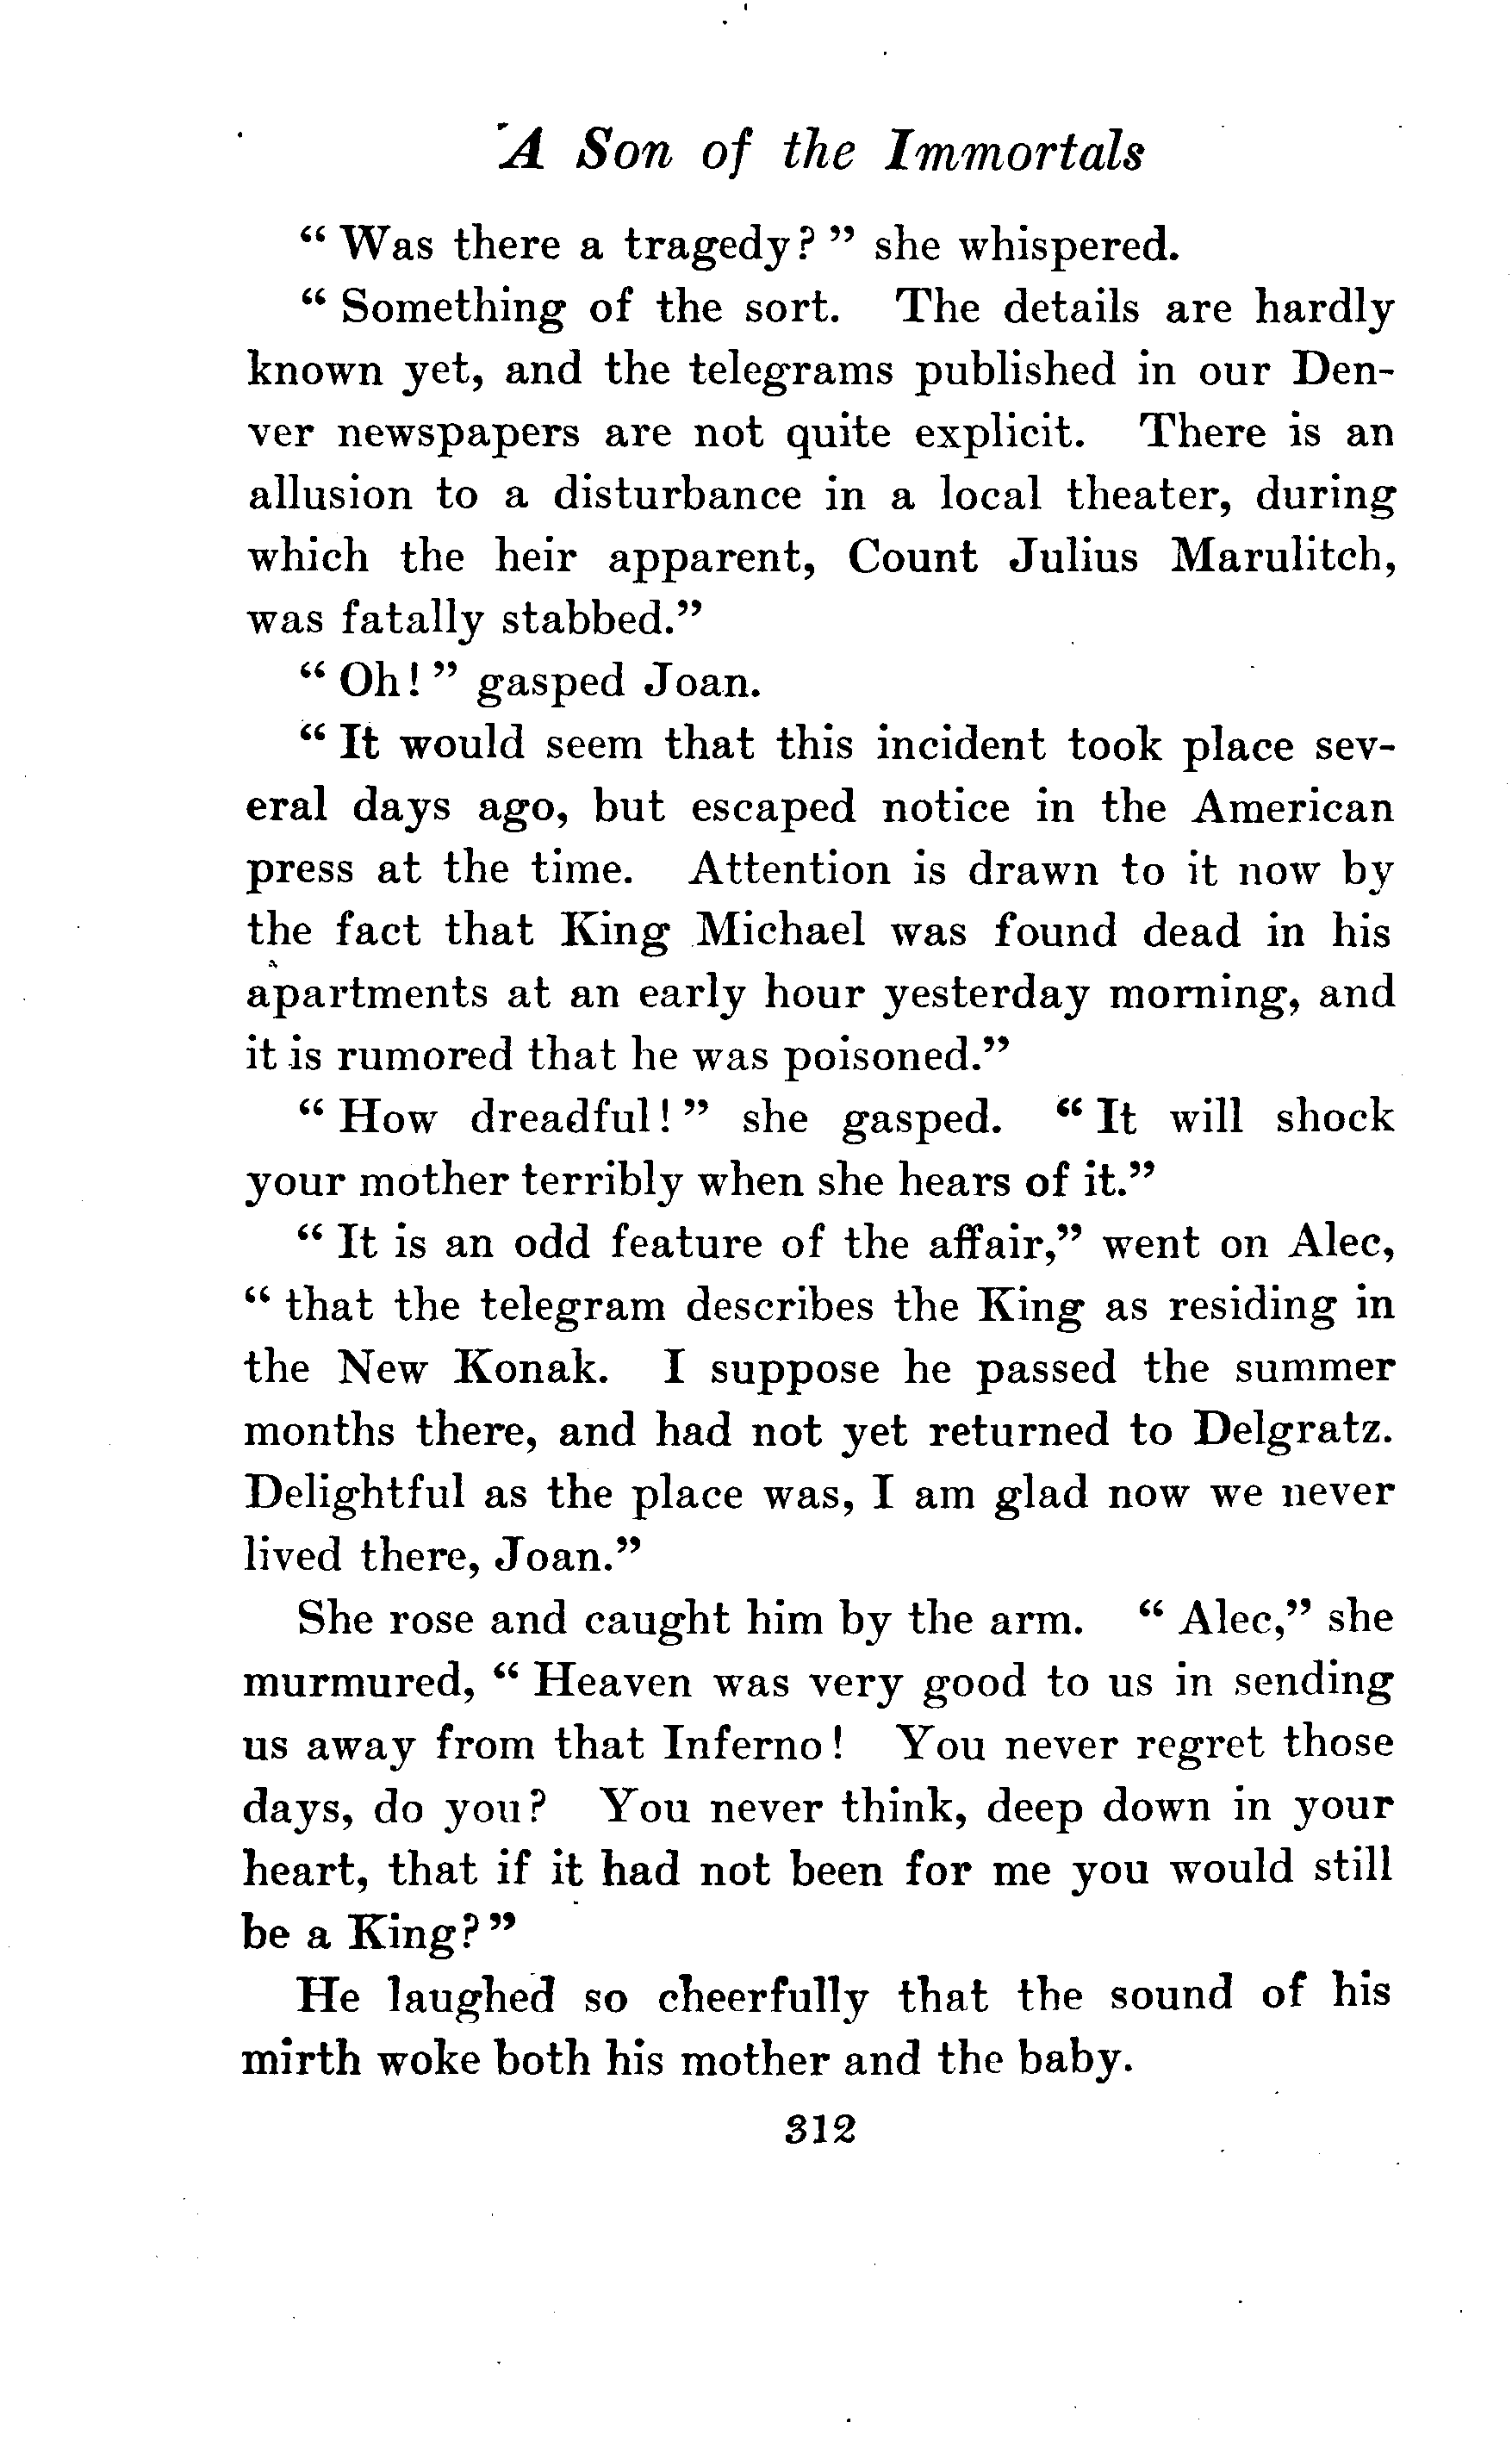 A Son of the Immortals
“ Was there a tragedy? ” she whispered.
“ Something of the sort. The details are hardly
known yet, and the telegrams published in our Den-
ver newspapers are not quite explicit. There is an
allusion to a disturbance in a local theater, during
which the heir apparent, Count Julius Marulitch,
was fatally stabbed.”
“ Oh! ” gasped Joan.
“ It would seem that this incident took place sev-
eral days ago, but escaped notice in the American
press at the time. Attention is drawn to it now by
the fact that King Michael was found dead in his
apartments at an early hour yesterday morning, and
it is rumored that he was poisoned.”
“ How dreadful! ” she gasped. “ It will shock
your mother terribly when she hears of it.”
“ It is an odd feature of the affair,” went on Alec,
“ that the telegram describes the King as residing in
the New Konak. I suppose he passed the summer
months there, and had not yet returned to Delgratz.
Delightful as the place was, I am glad now we never
lived there, Joan.”
She rose and caught him by the arm. “ Alec,” she
murmured, “ Heaven was very good to us in sending
us away from that Inferno! You never regret those
days, do you? You never think, deep down in your
heart, that if it had not been for me you would still
be a King? ”
He laughed so cheerfully that the sound of his
mirth woke both his mother and the baby.
312